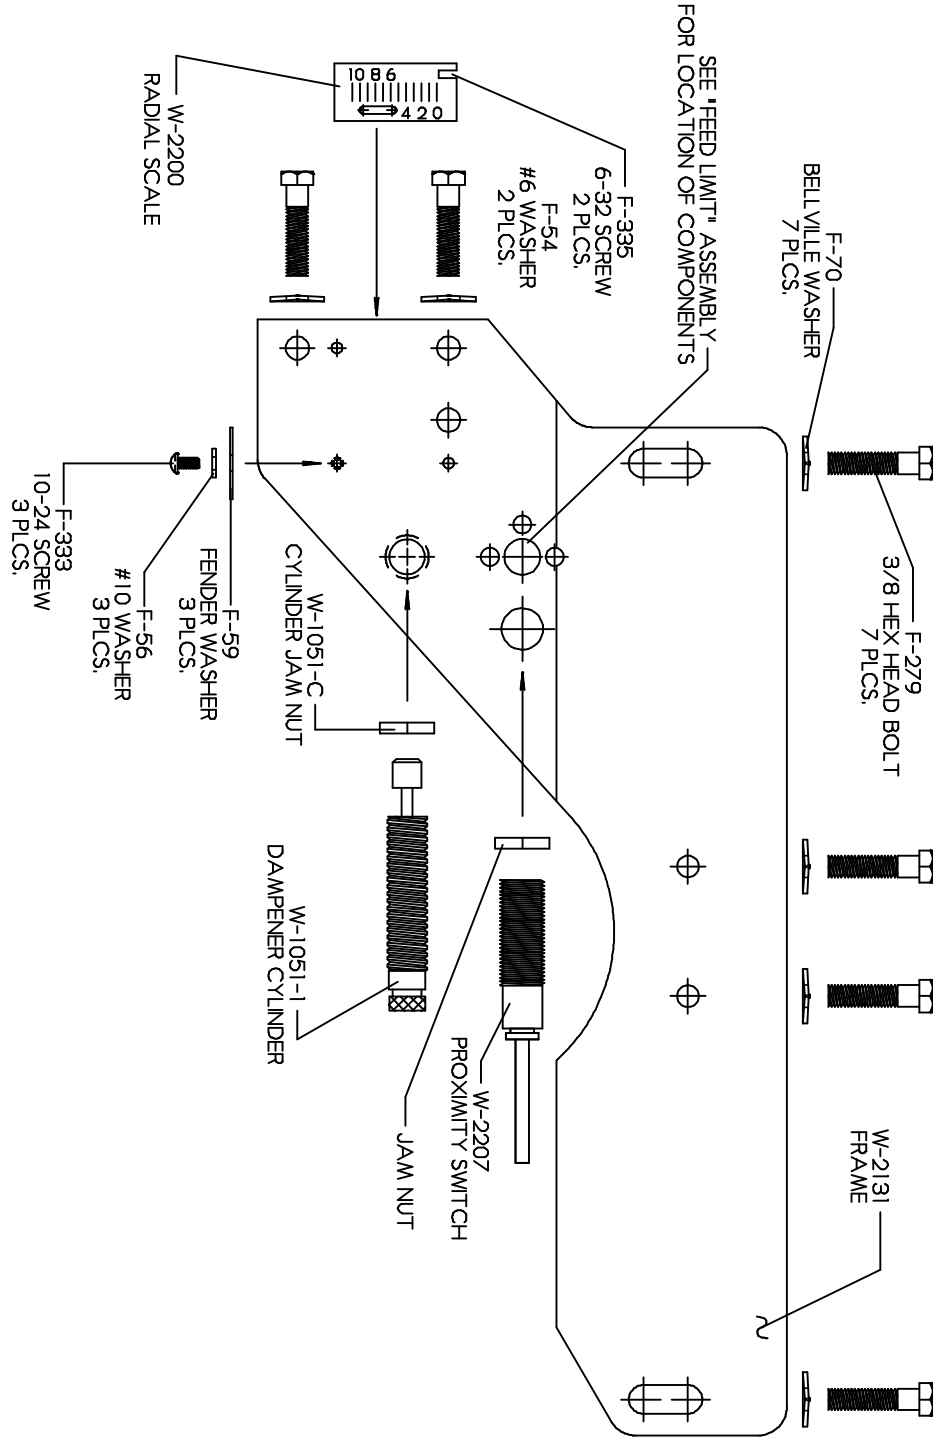 SEE "FEED LIMIT" ASSEMBLY
FOR LOCATION OF COMPONENTS
F-70
BELLVILLE WASHER
7 PLCS.
F-279
3/8 HEX HEAD BOLT
7 PLCS.
W-2131
FRAME
F-335
6-32 SCREW
2 PLCS.
F-54
#6 WASHER
2 PLCS.
10 8 6
4 2 0
W-2200
RADIAL SCALE
W-1051-C
CYLINDER JAM NUT
W-2207
PROXIMITY SWITCH
JAM NUT
W-1051-1
DAMPENER CYLINDER
F-59
FENDER WASHER
3 PLCS.
F-56
#10 WASHER
3 PLCS.
F-333
10-24 SCREW
3 PLCS.